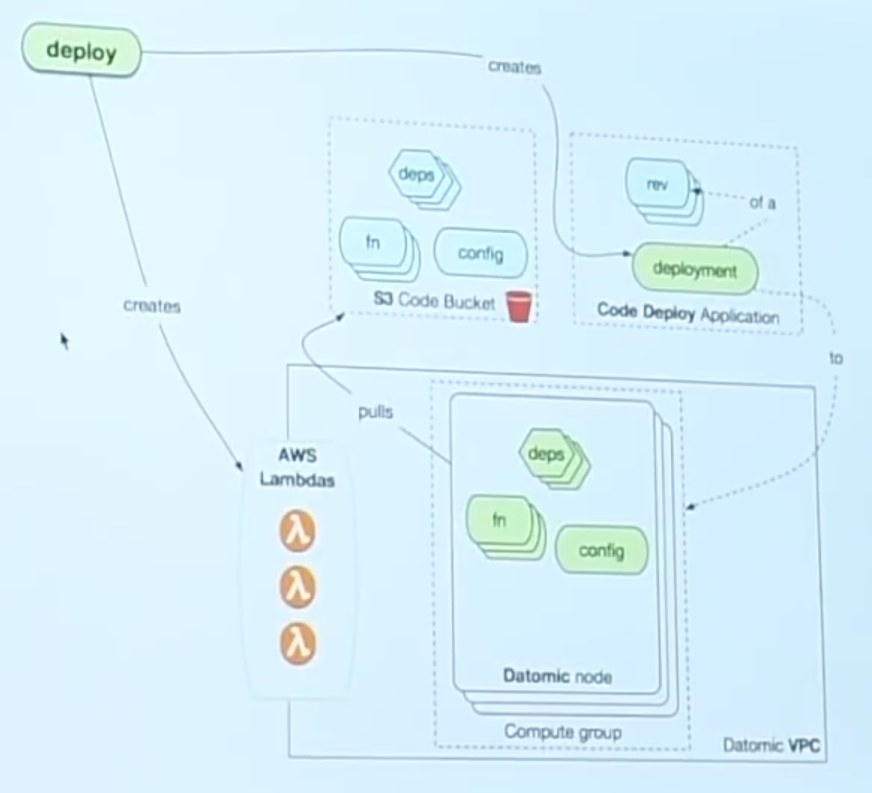 deploy
creates
deps
fn
config
S3 Code Bucket
rev
of a
deployment
Code Deploy Application
creates
to
pulls
AWS
Lambdas
λ
λ
λ
deps
fn
config
Datomic node
Compute group
Datomic VPC